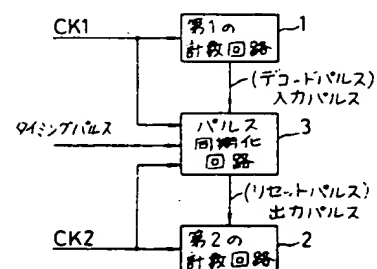 CK1
第1の
計数回路
1
(デコードパルス)
入力パルス
タイミングパルス
パルス
同期化
回路
3
(リセットパルス)
出力パルス
CK2
第2の
計数回路
2